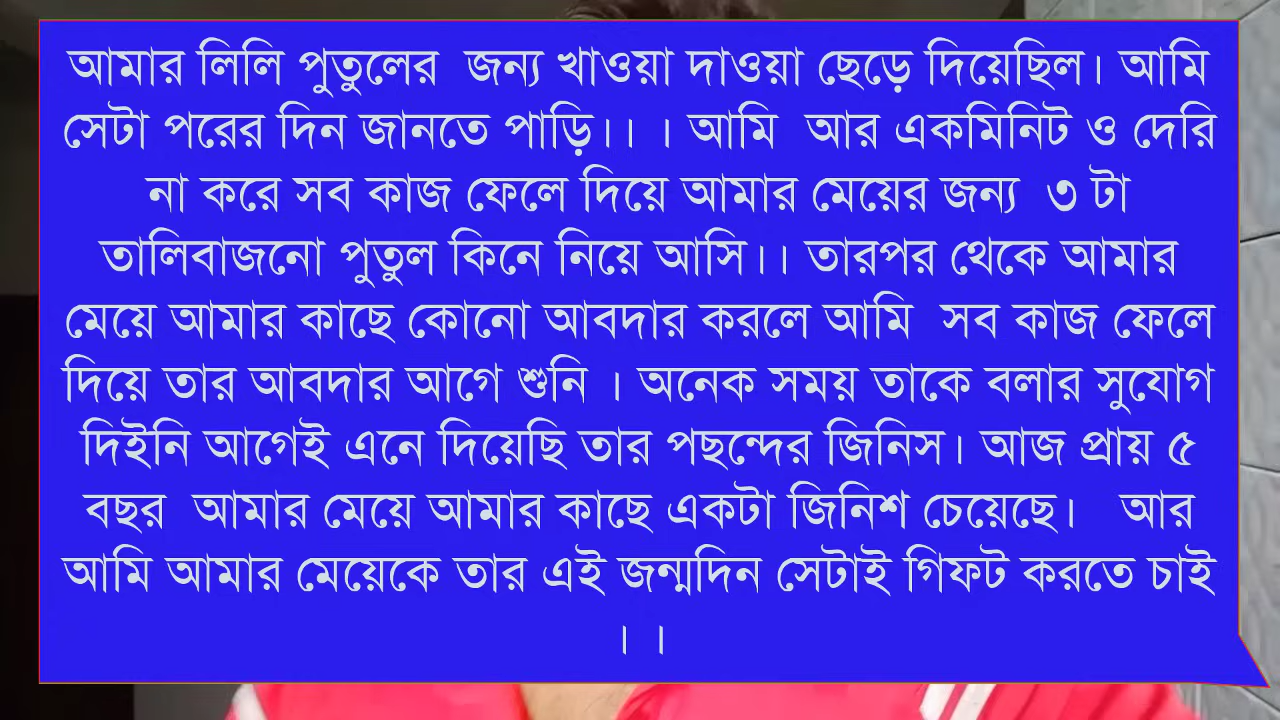 আমার লিলি পুতুলের  জন্য খাওয়া দাওয়া ছেড়ে দিয়েছিল। আমি
সেটা পরের দিন জানতে পাড়ি।। । আমি  আর একমিনিট ও দেরি
না করে সব কাজ ফেলে দিয়ে আমার মেয়ের জন্য  ৩ টা
তালিবাজনো পুতুল কিনে নিয়ে আসি।। তারপর থেকে আমার
মেয়ে আমার কাছে কোনো আবদার করলে আমি  সব কাজ ফেলে
দিয়ে তার আবদার আগে শুনি । অনেক সময় তাকে বলার সুযোগ
দিইনি আগেই এনে দিয়েছি তার পছন্দের জিনিস। আজ প্রায় ৫
বছর  আমার মেয়ে আমার কাছে একটা জিনিশ চেয়েছে।   আর
আমি আমার মেয়েকে তার এই জন্মদিন সেটাই গিফট করতে চাই
। ।